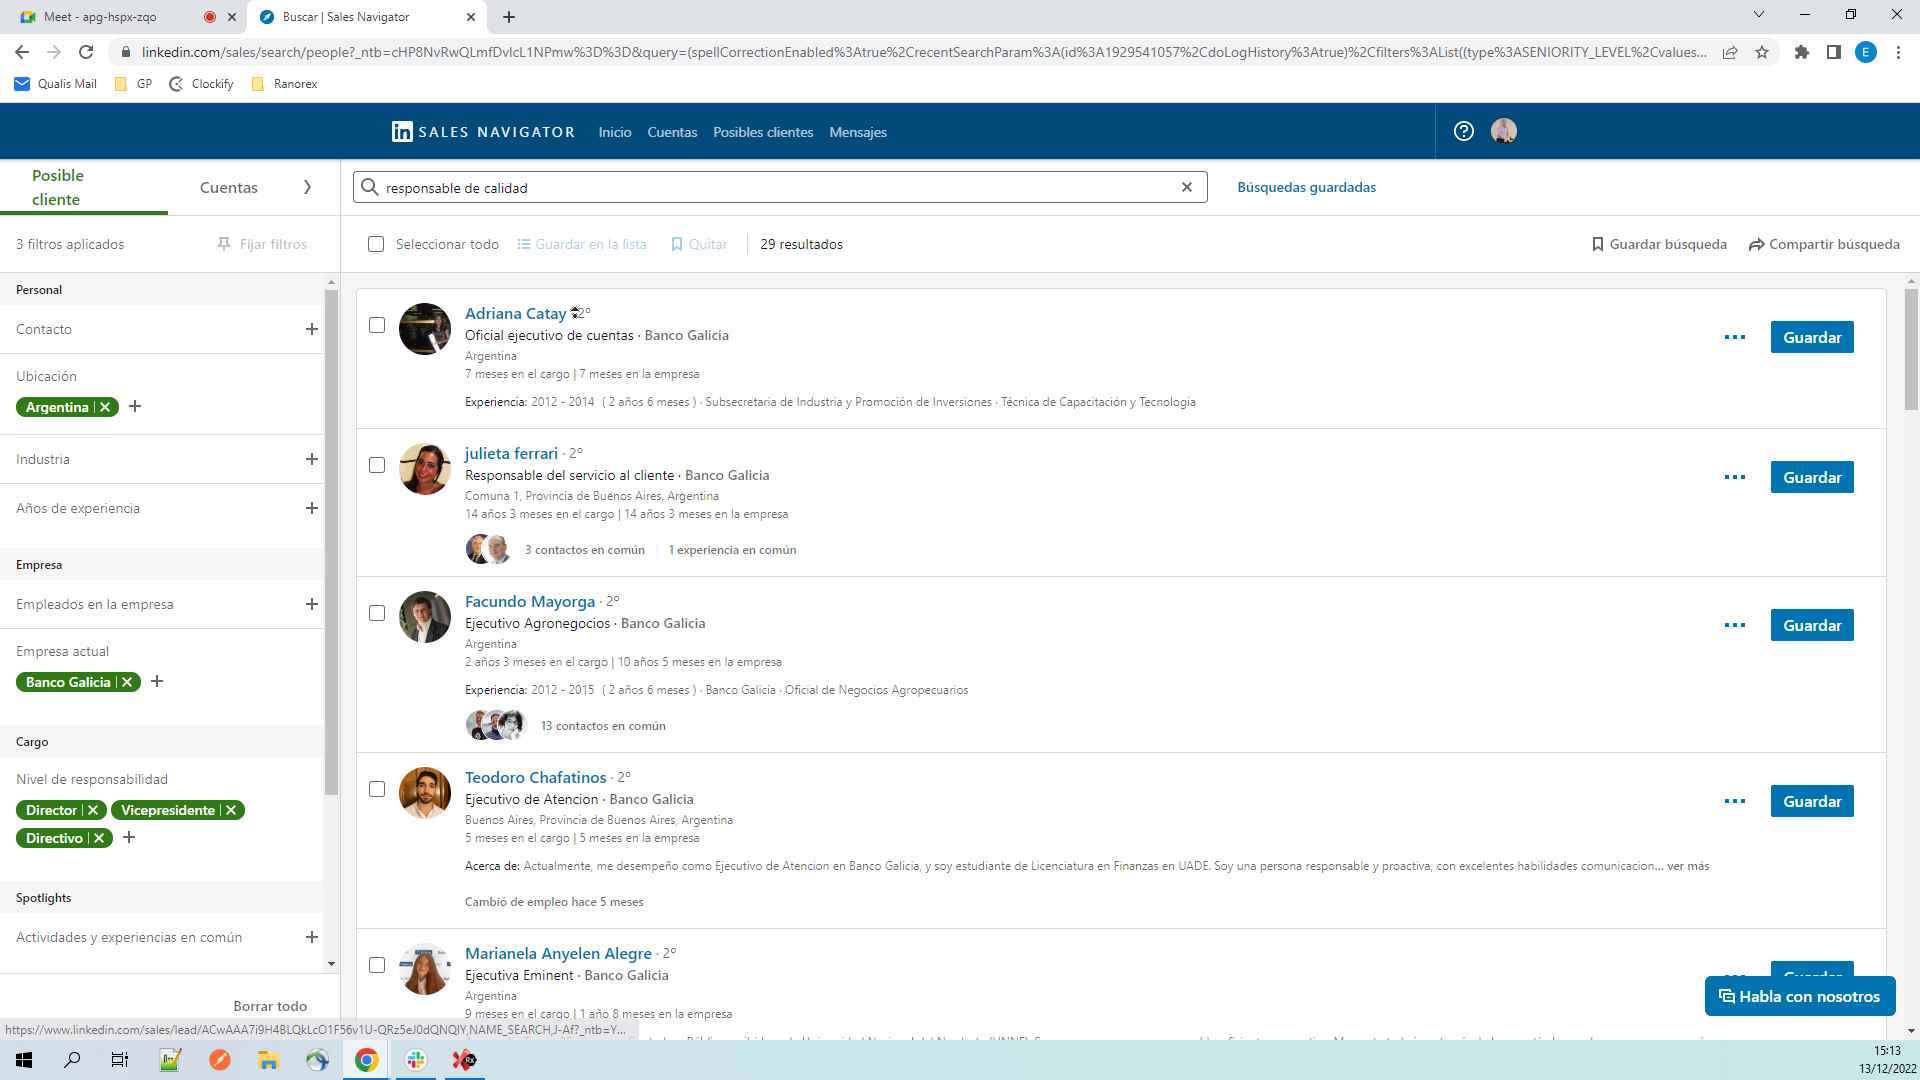 Meet - apg-hspx-zqo
Buscar | Sales Navigator
linkedin.com/sales/search/people?_ntb=cHP8NvRwQLmfDvIcL1NPmw%3D%3D&query=(spellCorrectionEnabled%3Atrue%2CrecentSearchParam%3A(id%3A1929541057%2CdoLogHistory%3Atrue)%2Cfilters%3AList((type%3ASENIORITY_LEVEL%2Cvalues...
E
Qualis Mail
GP
Clockify
Ranorex
in SALES NAVIGATOR
Inicio
Cuentas
Posibles clientes
Mensajes
Posible cliente
Cuentas
responsable de calidad
Búsquedas guardadas
3 filtros aplicados
Fijar filtros
Seleccionar todo
Guardar en la lista
Quitar
29 resultados
Guardar búsqueda
Compartir búsqueda
Personal
Contacto
Ubicación
Argentina
Industria
Años de experiencia
Empresa
Empleados en la empresa
Empresa actual
Banco Galicia
Cargo
Nivel de responsabilidad
Director
Vicepresidente
Directivo
Spotlights
Actividades y experiencias en común
Borrar todo
Adriana Catay 2º
Oficial ejecutivo de cuentas · Banco Galicia
Argentina
7 meses en el cargo | 7 meses en la empresa
Experiencia: 2012 - 2014 ( 2 años 6 meses ) · Subsecretaria de Industria y Promoción de Inversiones · Técnica de Capacitación y Tecnologia
Guardar
julieta ferrari · 2º
Responsable del servicio al cliente · Banco Galicia
Comuna 1, Provincia de Buenos Aires, Argentina
14 años 3 meses en el cargo | 14 años 3 meses en la empresa
3 contactos en común
1 experiencia en común
Guardar
Facundo Mayorga · 2º
Ejecutivo Agronegocios · Banco Galicia
Argentina
2 años 3 meses en el cargo | 10 años 5 meses en la empresa
Experiencia: 2012 - 2015 ( 2 años 6 meses ) · Banco Galicia · Oficial de Negocios Agropecuarios
13 contactos en común
Guardar
Teodoro Chafatinos · 2º
Ejecutivo de Atencion · Banco Galicia
Buenos Aires, Provincia de Buenos Aires, Argentina
5 meses en el cargo | 5 meses en la empresa
Acerca de: Actualmente, me desempeño como Ejecutivo de Atencion en Banco Galicia, y soy estudiante de Licenciatura en Finanzas en UADE. Soy una persona responsable y proactiva, con excelentes habilidades comunicacion... ver más
Cambió de empleo hace 5 meses
Guardar
Marianela Anyelen Alegre · 2º
Ejecutiva Eminent · Banco Galicia
Argentina
9 meses en el cargo | 1 año 8 meses en la empresa
Habla con nosotros
https://www.linkedin.com/sales/lead/ACwAAA7i9H4BLQkLcO1F56v1U-QRz5eJ0dQNQIY,NAME_SEARCH,J-Af?_ntb=Y...
15:13
13/12/2022